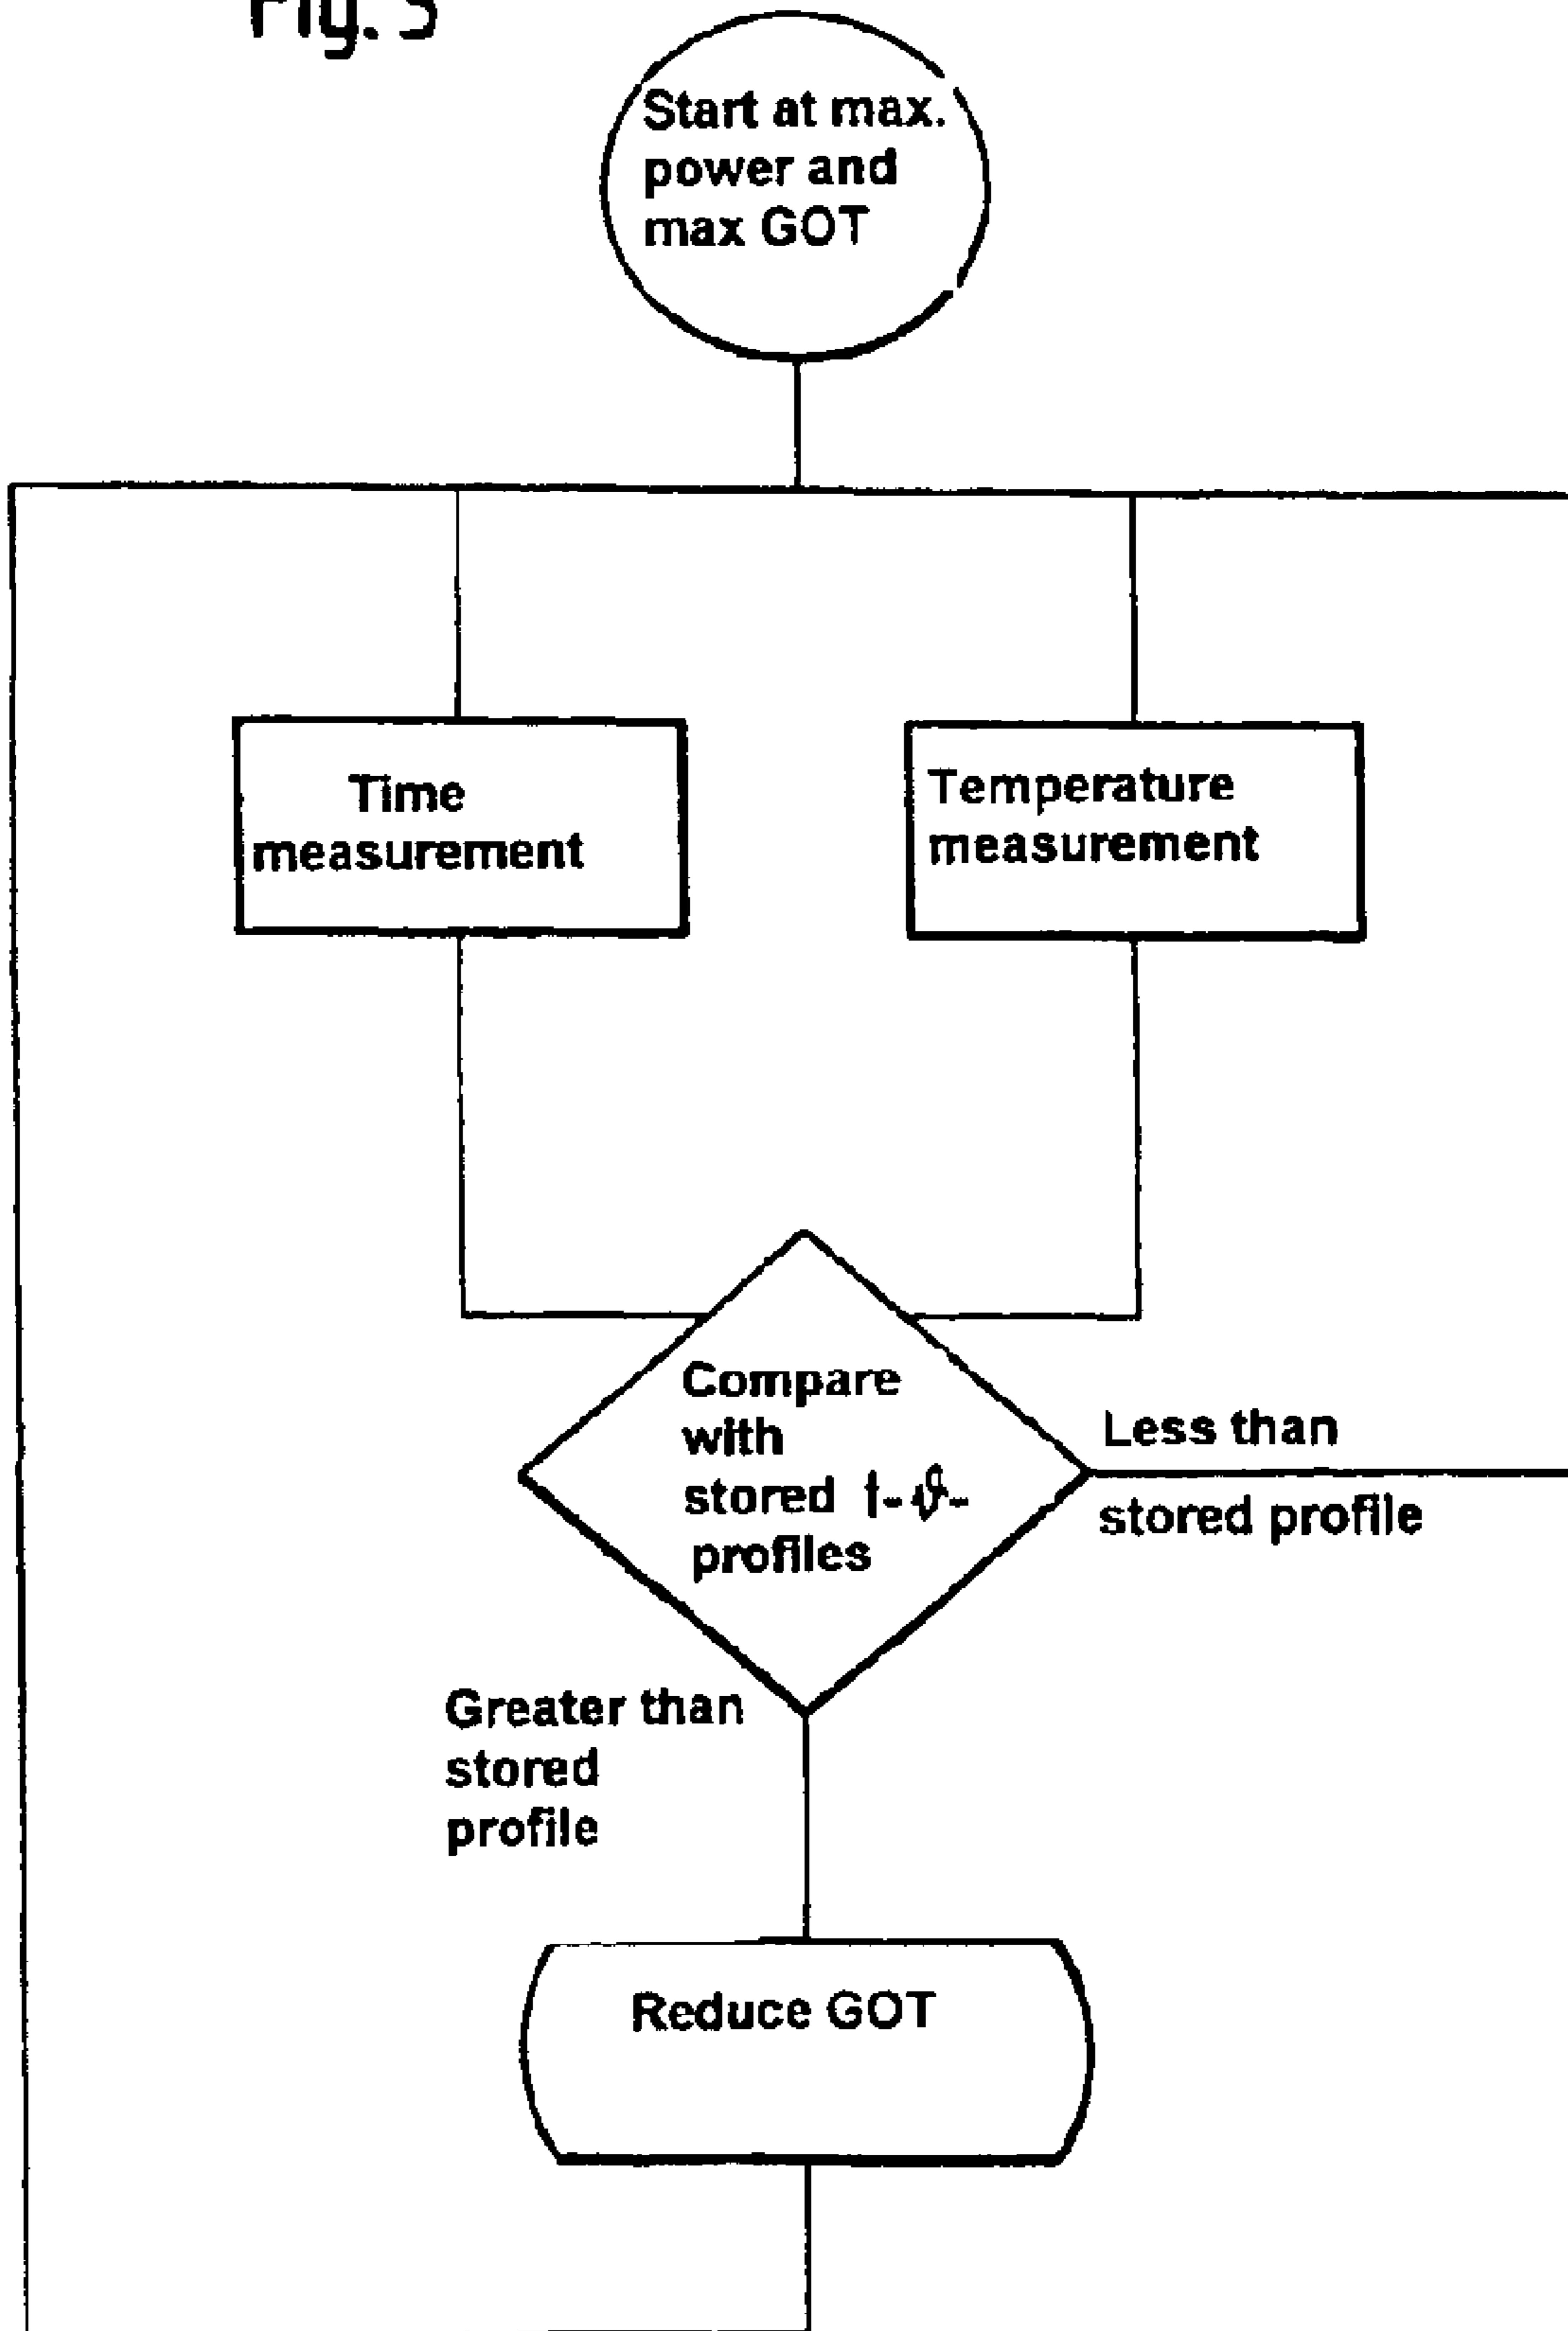 Fig. 3
Start at max.
power and
max GOT
Time
measurement
Temperature
measurement
Compare
with
stored t-ϑ-
profiles
Less than
stored profile
Greater than
stored
profile
Reduce GOT